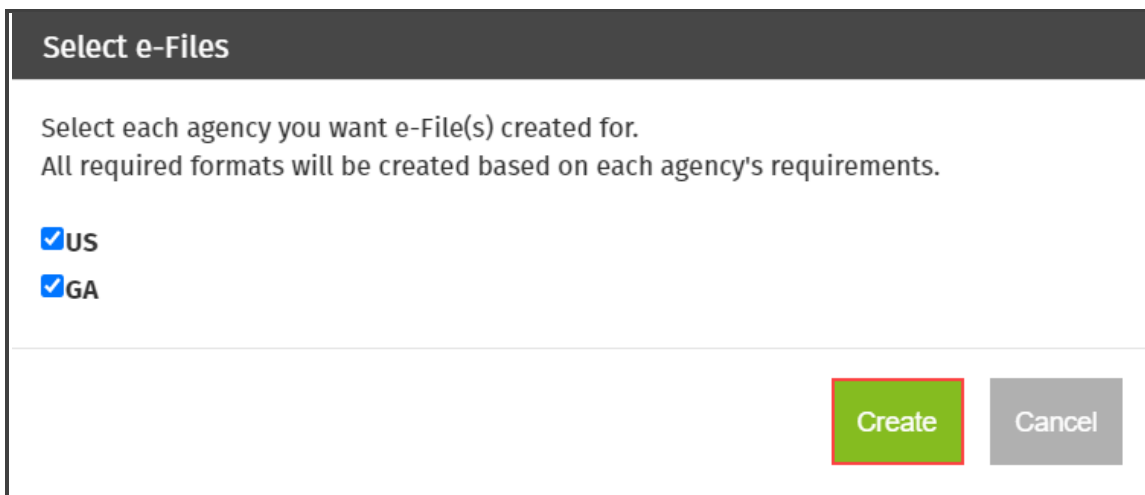 Select e-Files
Select each agency you want e-File(s) created for.
All required formats will be created based on each agency's requirements.
US
GA
Create
Cancel